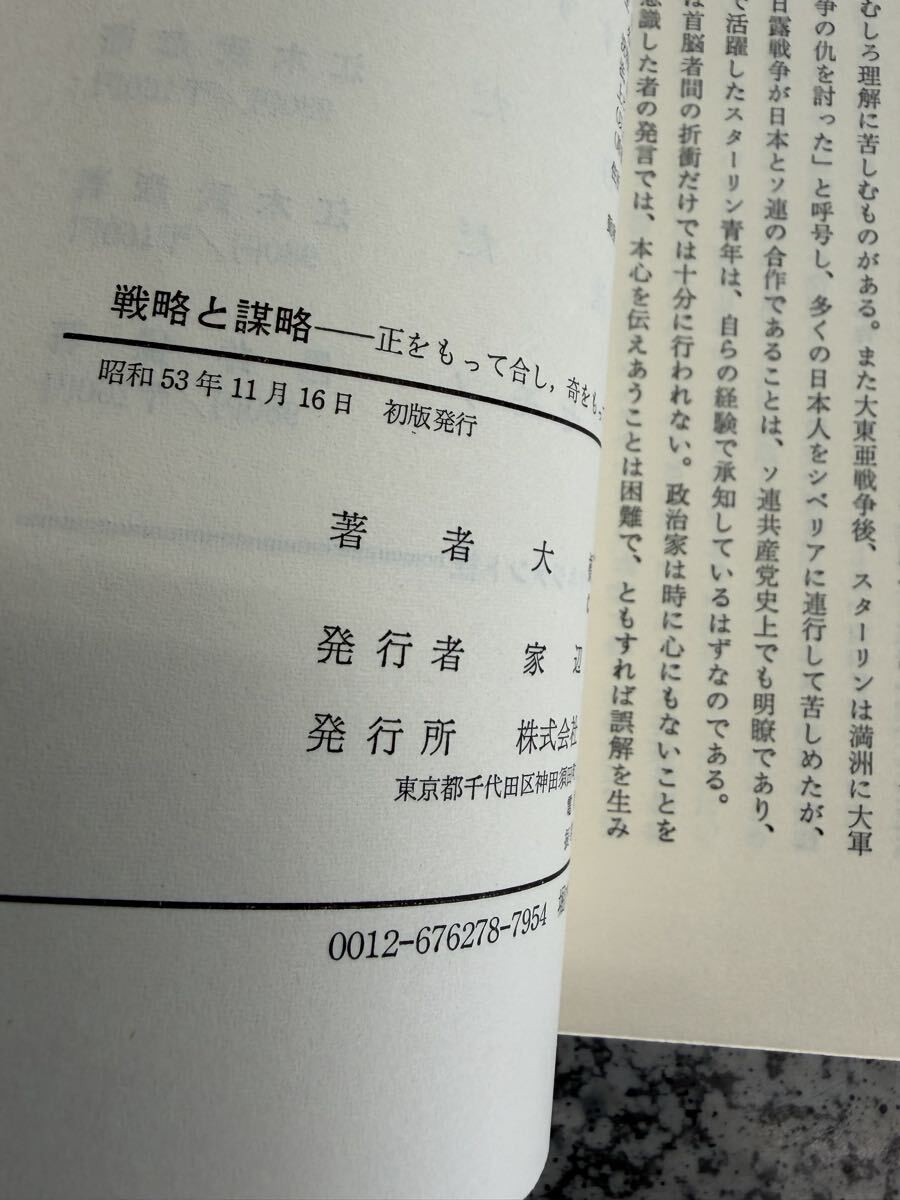 戦略と謀略――正をもって合し，奇をもっ
昭和53年11月16日　初版発行
著　者　大
発行者　家辺
発行所　株式会社
東京都千代田区神田須田町
0012-676278-7954
むしろ理解に苦しむものがある。また大東亜戦争後、スターリンは満洲に大軍
争の仇を討った」と呼号し、多くの日本人をシベリアに連行して苦しめたが、
日露戦争が日本とソ連の合作であることは、ソ連共産党史上でも明瞭であり、
で活躍したスターリン青年は、自らの経験で承知しているはずなのである。
は首脳者間の折衝だけでは十分に行われない。政治家は時に心にもないことを
意識した者の発言では、本心を伝えあうことは困難で、ともすれば誤解を生み